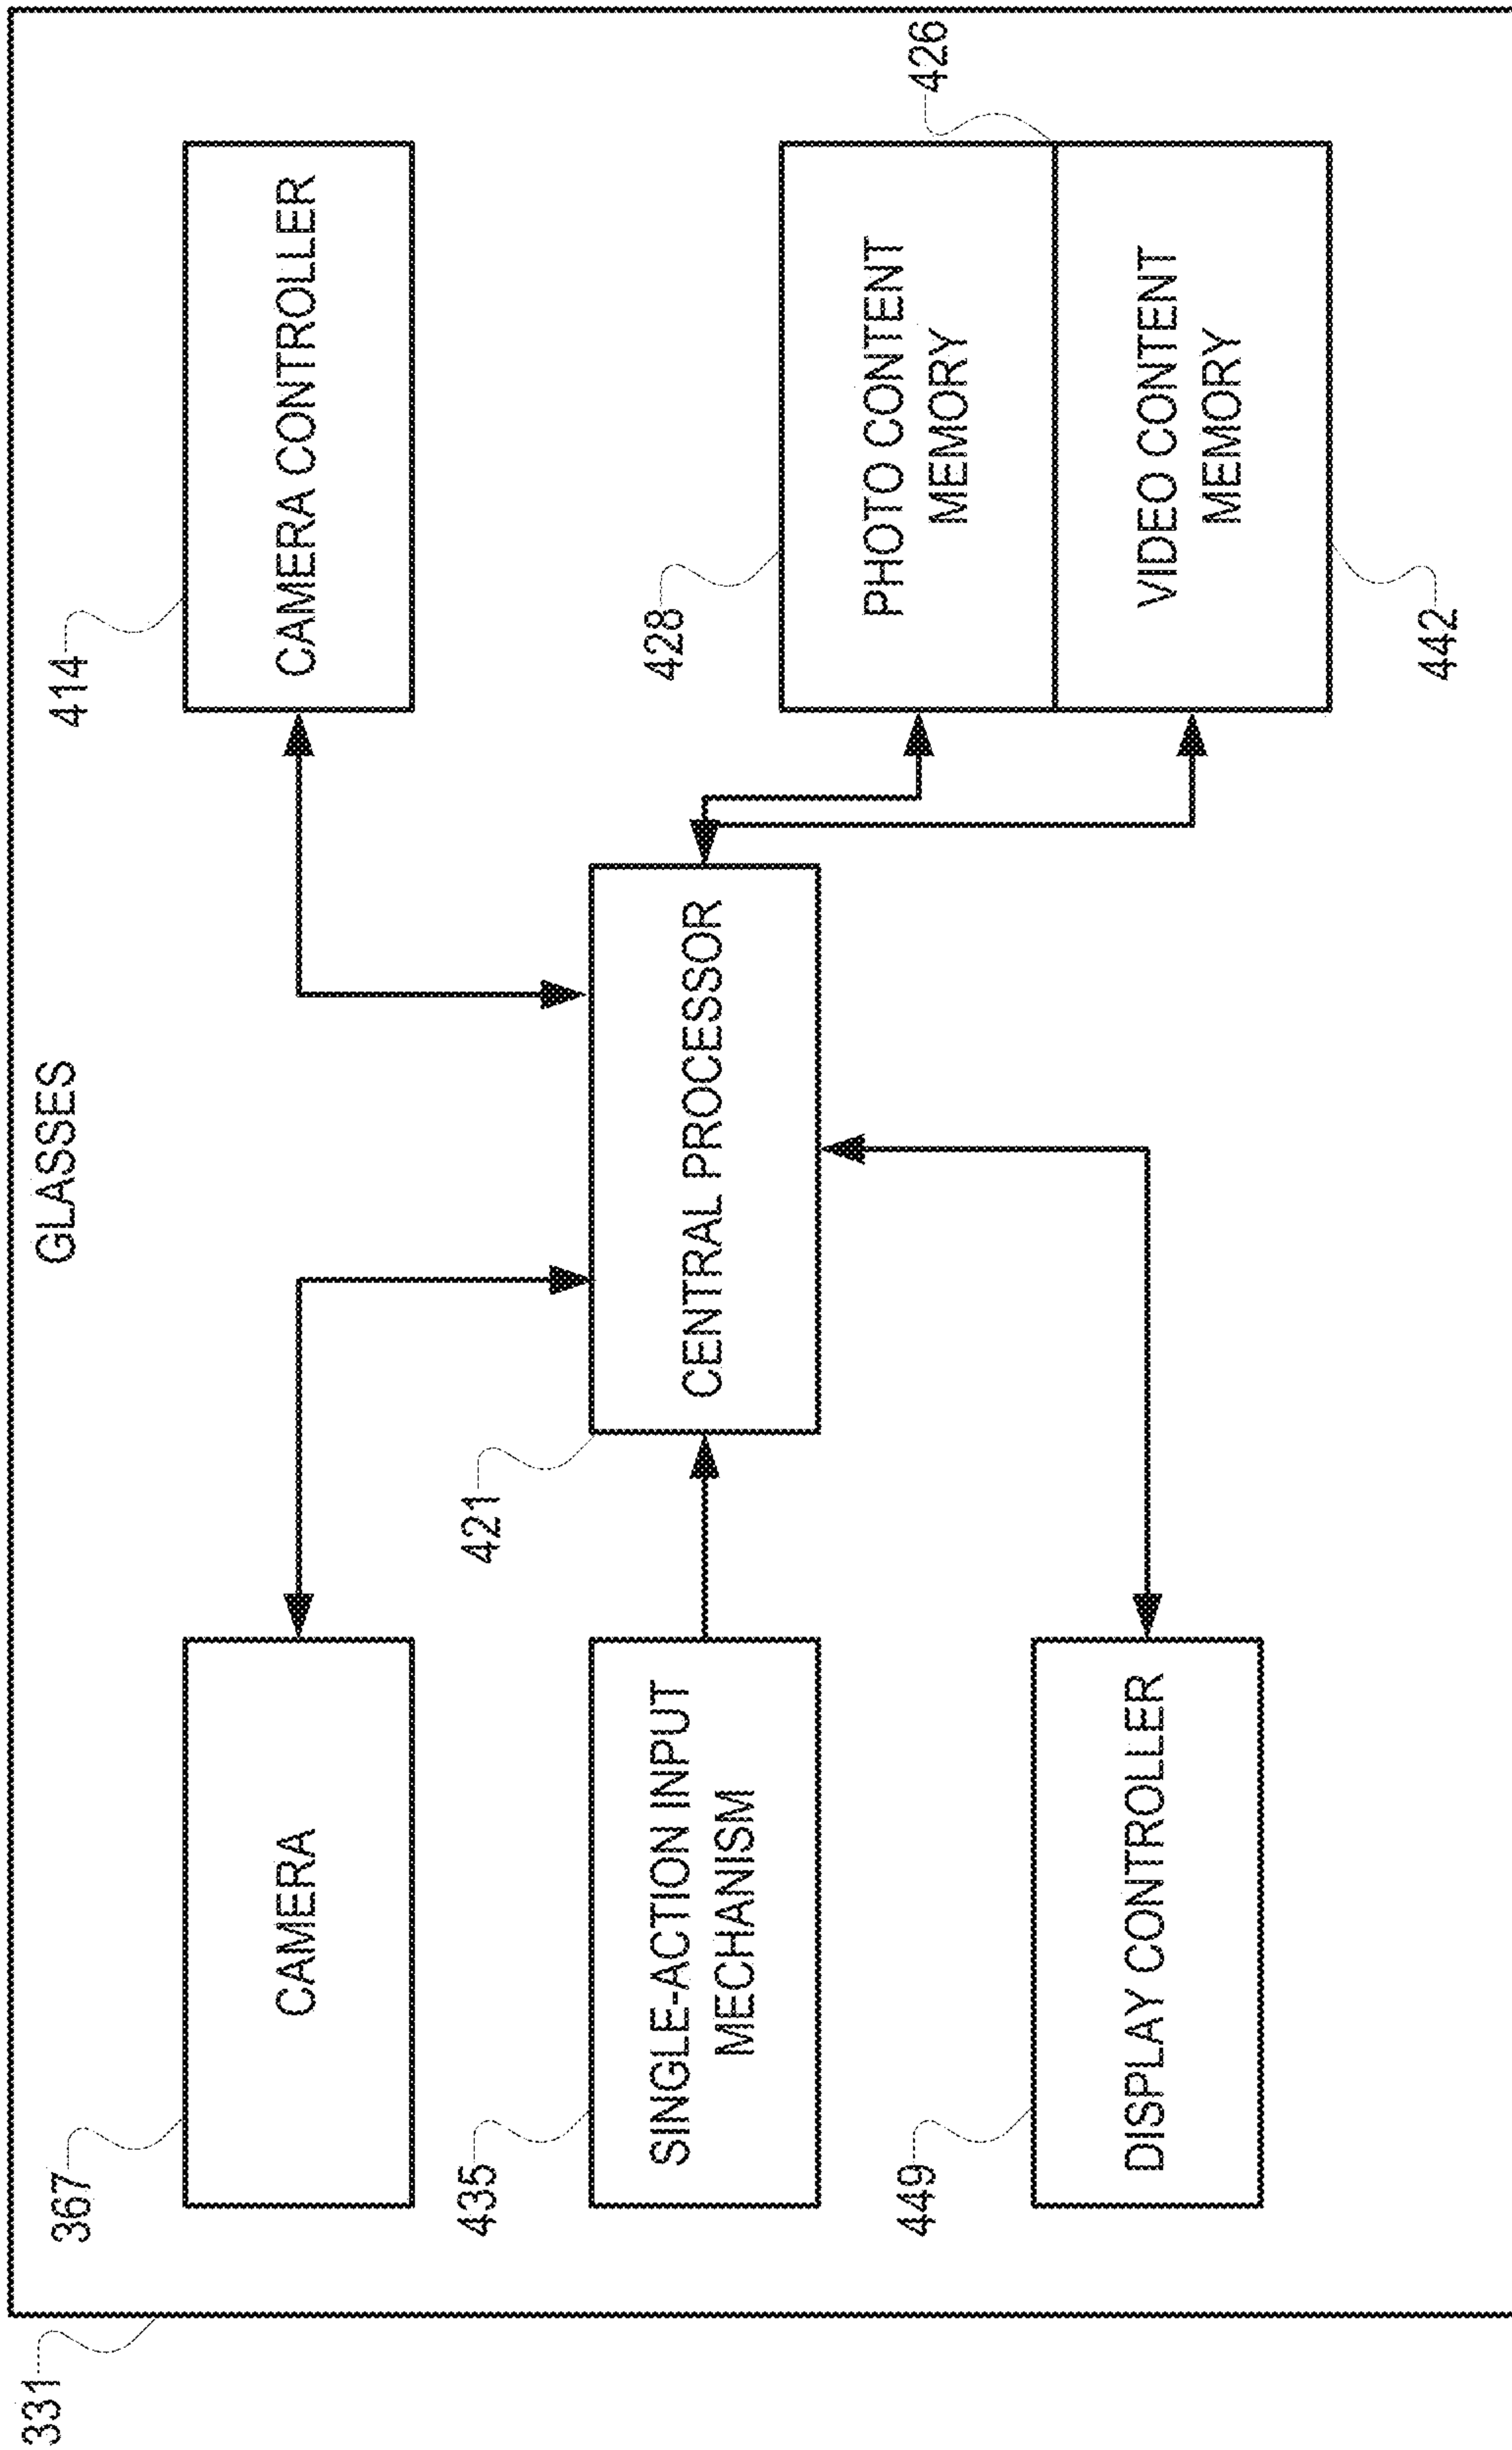 331
GLASSES
367
CAMERA
414
CAMERA CONTROLLER
421
CENTRAL PROCESSOR
435
SINGLE-ACTION INPUT
MECHANISM
428
PHOTO CONTENT
MEMORY
426
449
DISPLAY CONTROLLER
VIDEO CONTENT
MEMORY
442